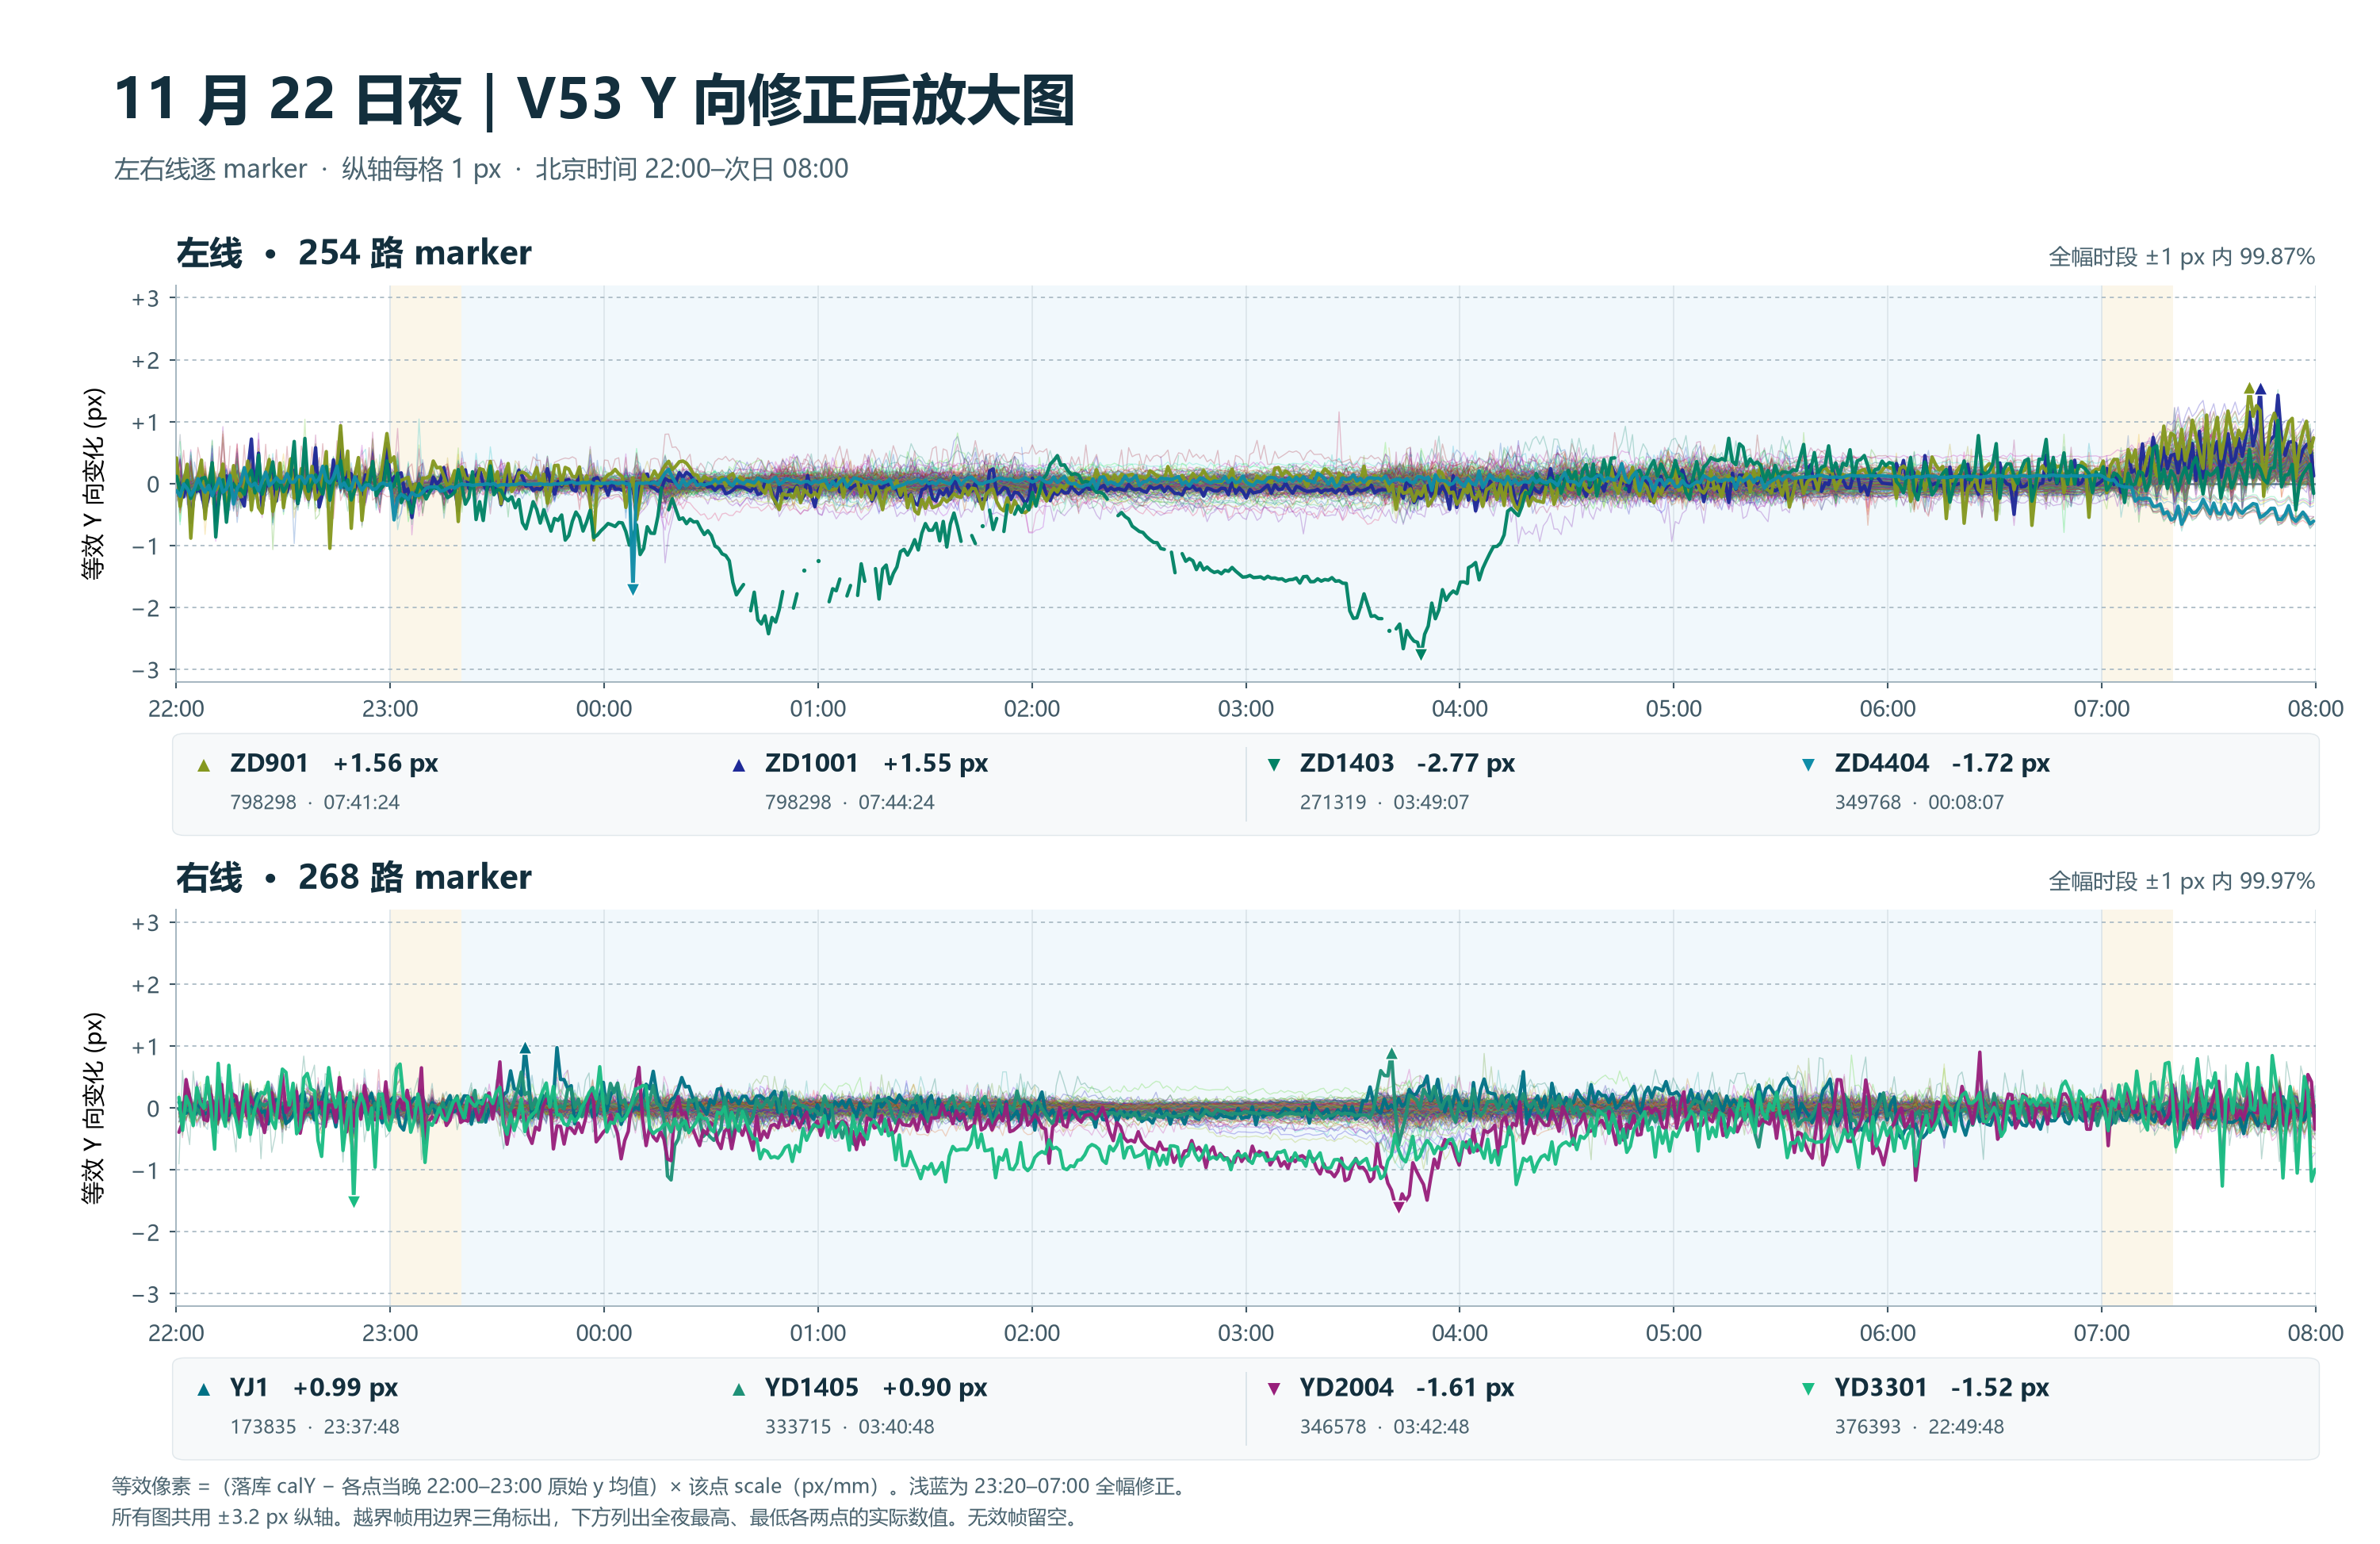 11 月 22 日夜 | V53 Y 向修正后放大图
左右线逐 marker · 纵轴每格 1 px · 北京时间 22:00–次日 08:00
左线 • 254 路 marker
全幅时段 ±1 px 内 99.87%
等效 Y 向变化 (px)
+3
+2
+1
0
−1
−2
−3
22:00 23:00 00:00 01:00 02:00 03:00 04:00 05:00 06:00 07:00 08:00
▲ ZD901 +1.56 px ▲ ZD1001 +1.55 px ▼ ZD1403 -2.77 px ▼ ZD4404 -1.72 px
798298 · 07:41:24 798298 · 07:44:24 271319 · 03:49:07 349768 · 00:08:07
右线 • 268 路 marker
全幅时段 ±1 px 内 99.97%
等效 Y 向变化 (px)
+3
+2
+1
0
−1
−2
−3
22:00 23:00 00:00 01:00 02:00 03:00 04:00 05:00 06:00 07:00 08:00
▲ YJ1 +0.99 px ▲ YD1405 +0.90 px ▼ YD2004 -1.61 px ▼ YD3301 -1.52 px
173835 · 23:37:48 333715 · 03:40:48 346578 · 03:42:48 376393 · 22:49:48
等效像素 =（落库 calY − 各点当晚 22:00–23:00 原始 y 均值）× 该点 scale（px/mm）。浅蓝为 23:20–07:00 全幅修正。
所有图共用 ±3.2 px 纵轴。越界帧用边界三角标出，下方列出全夜最高、最低各两点的实际数值。无效帧留空。